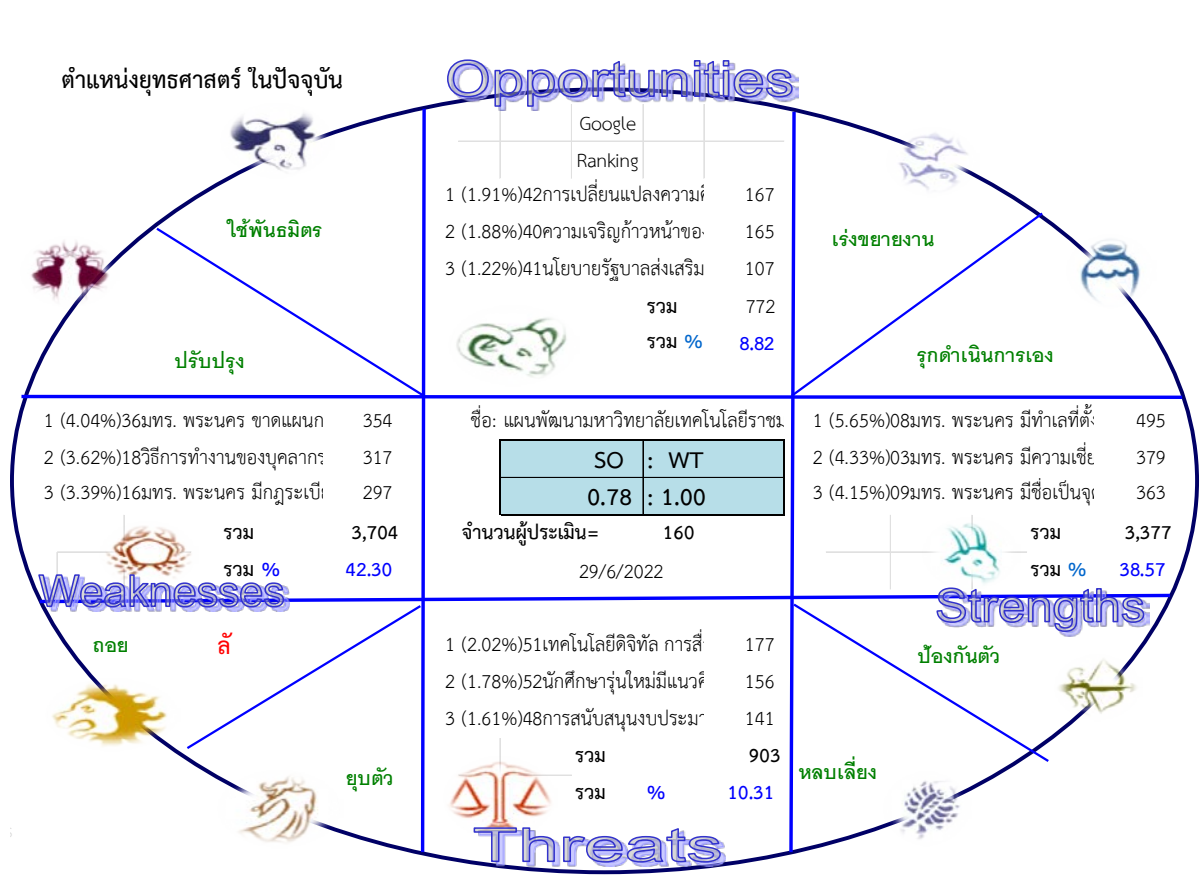 ตำแหน่งยุทธศาสตร์ ในปัจจุบัน
Opportunities
Google
Ranking
1 (1.91%)42การเปลี่ยนแปลงความ 167
2 (1.88%)40ความเจริญก้าวหน้าขอ 165
3 (1.22%)41นโยบายรัฐบาลส่งเสริม 107
รวม 772
รวม % 8.82
ใช้พันธมิตร
ปรับปรุง
เร่งขยายงาน
รุกดำเนินการเอง
1 (4.04%)36มทร. พระนคร ขาดแผนก 354
2 (3.62%)18วิธีการทำงานของบุคลากร 317
3 (3.39%)16มทร. พระนคร มีกฎระเบี 297
รวม 3,704
รวม % 42.30
Weaknesses
ชื่อ: แผนพัฒนามหาวิทยาลัยเทคโนโลยีราชม
SO : WT
0.78 : 1.00
จำนวนผู้ประเมิน= 160
29/6/2022
1 (5.65%)08มทร. พระนคร มีทำเลที่ตั้ง 495
2 (4.33%)03มทร. พระนคร มีความเชี่ย 379
3 (4.15%)09มทร. พระนคร มีชื่อเป็นจุ 363
รวม 3,377
รวม % 38.57
Strengths
ถอย ลั
ยุบตัว
1 (2.02%)51เทคโนโลยีดิจิทัล การสื่ 177
2 (1.78%)52นักศึกษารุ่นใหม่มีแนว 156
3 (1.61%)48การสนับสนุนงบประมา 141
รวม 903
รวม % 10.31
Threats
ป้องกันตัว
หลบเลี่ยง